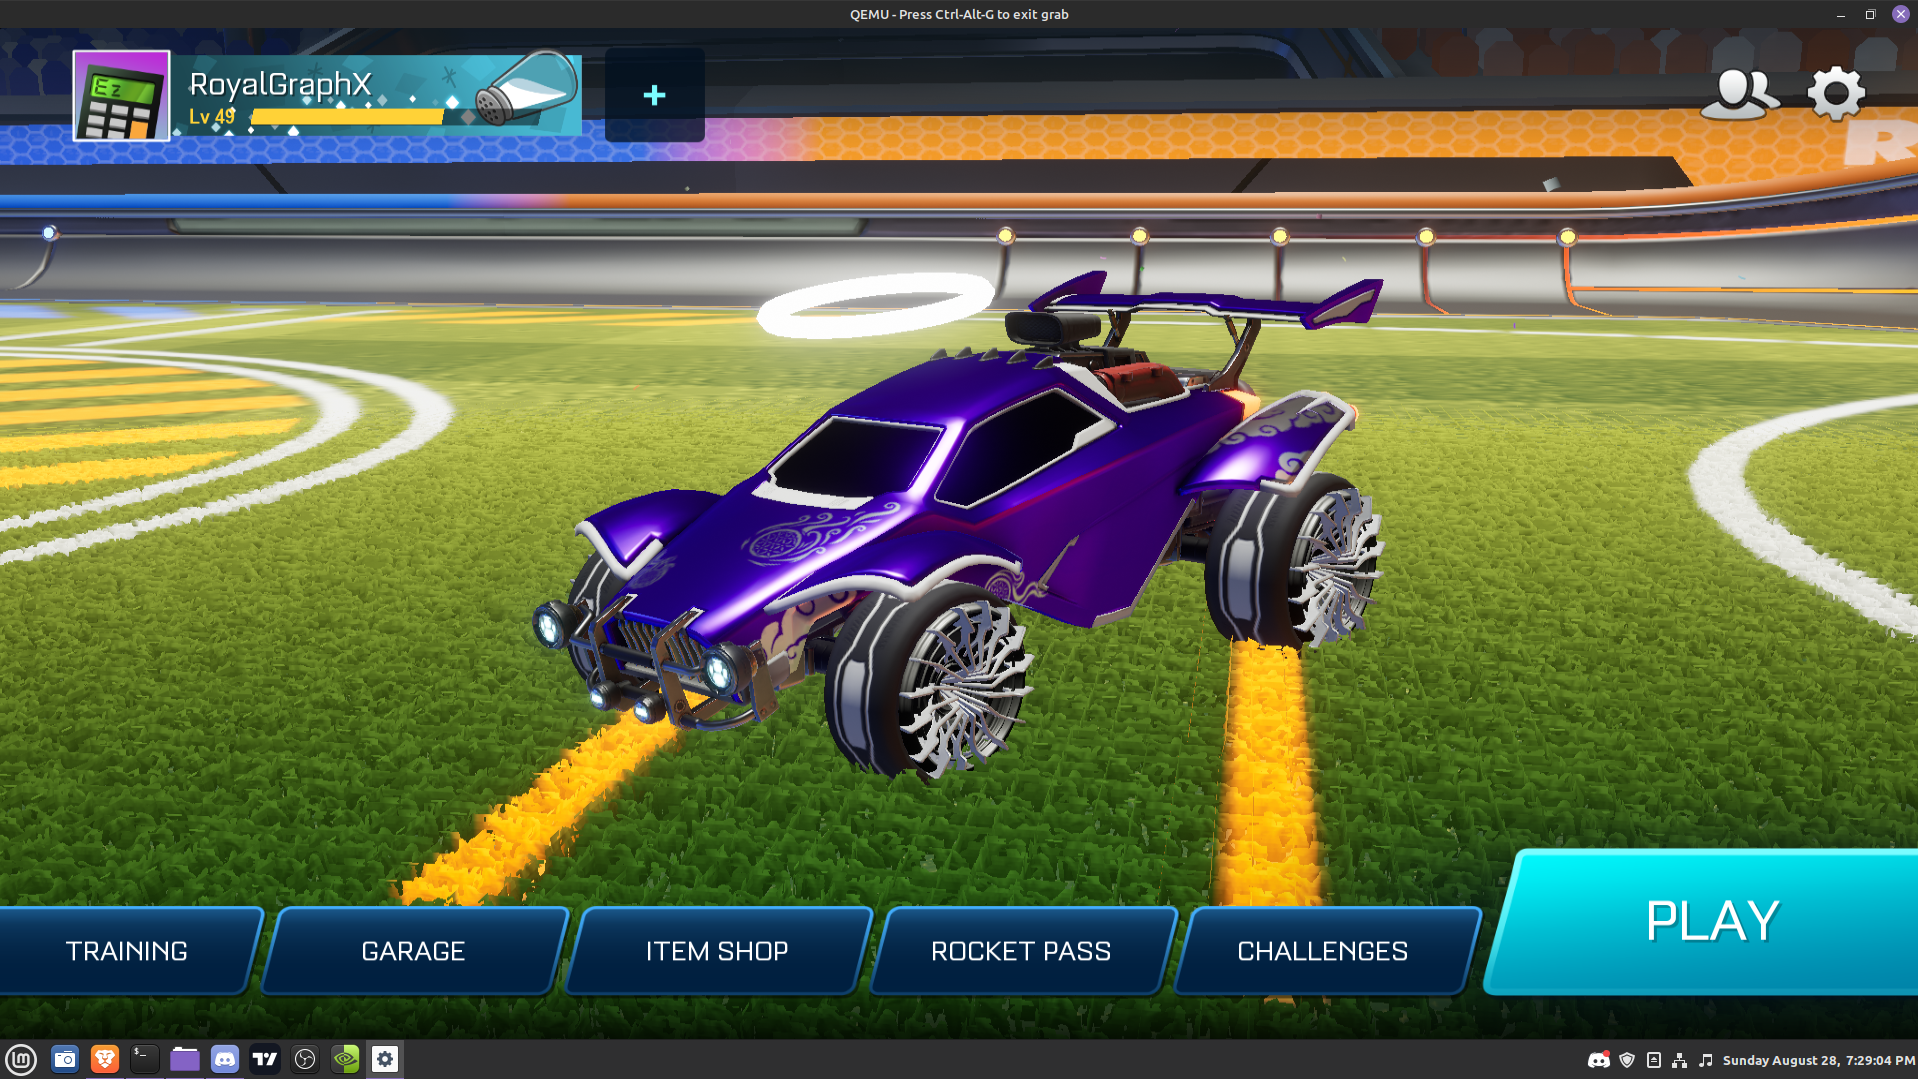 QEMU - Press Ctrl-Alt-G to exit grab
Ez
RoyalGraphX
Lv 49
+
R
TRAINING
GARAGE
ITEM SHOP
ROCKET PASS
CHALLENGES
PLAY
Sunday August 28, 7:29:04 PM